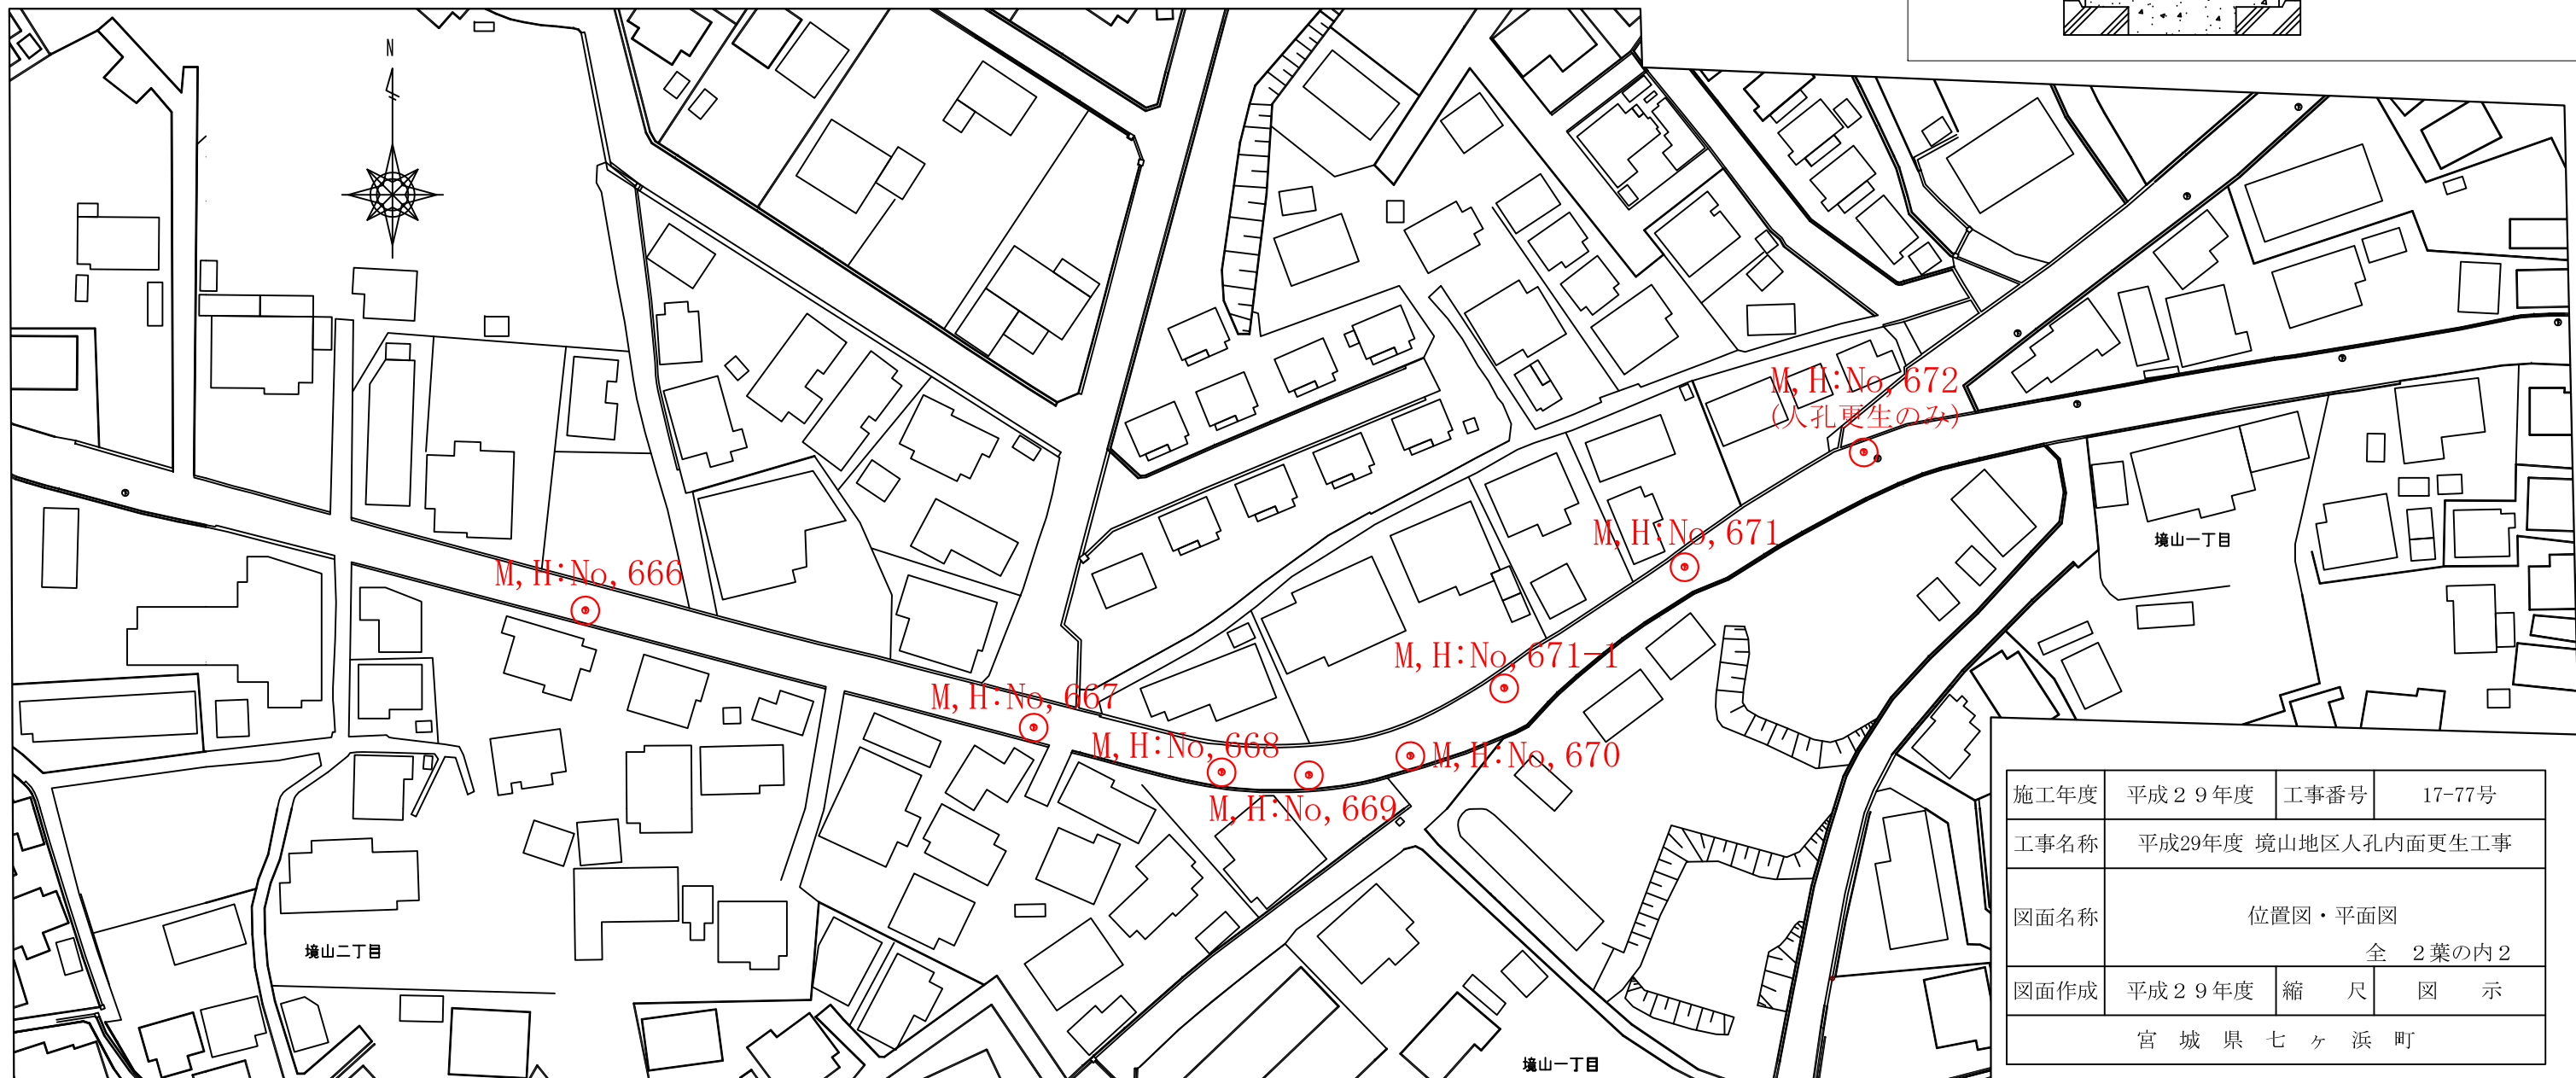 N
M,H:No,672
(人孔更生のみ)
M,H:No,671
境山一丁目
M,H:No,666
M,H:No,671-1
M,H:No,667
M,H:No,668
M,H:No,670
M,H:No,669
境山二丁目
境山一丁目
施工年度 平成29年度 工事番号 17-77号
工事名称 平成29年度 境山地区人孔内面更生工事
図面名称 位置図・平面図
全 2葉の内2
図面作成 平成29年度 縮 尺 図 示
宮 城 県 七 ヶ 浜 町